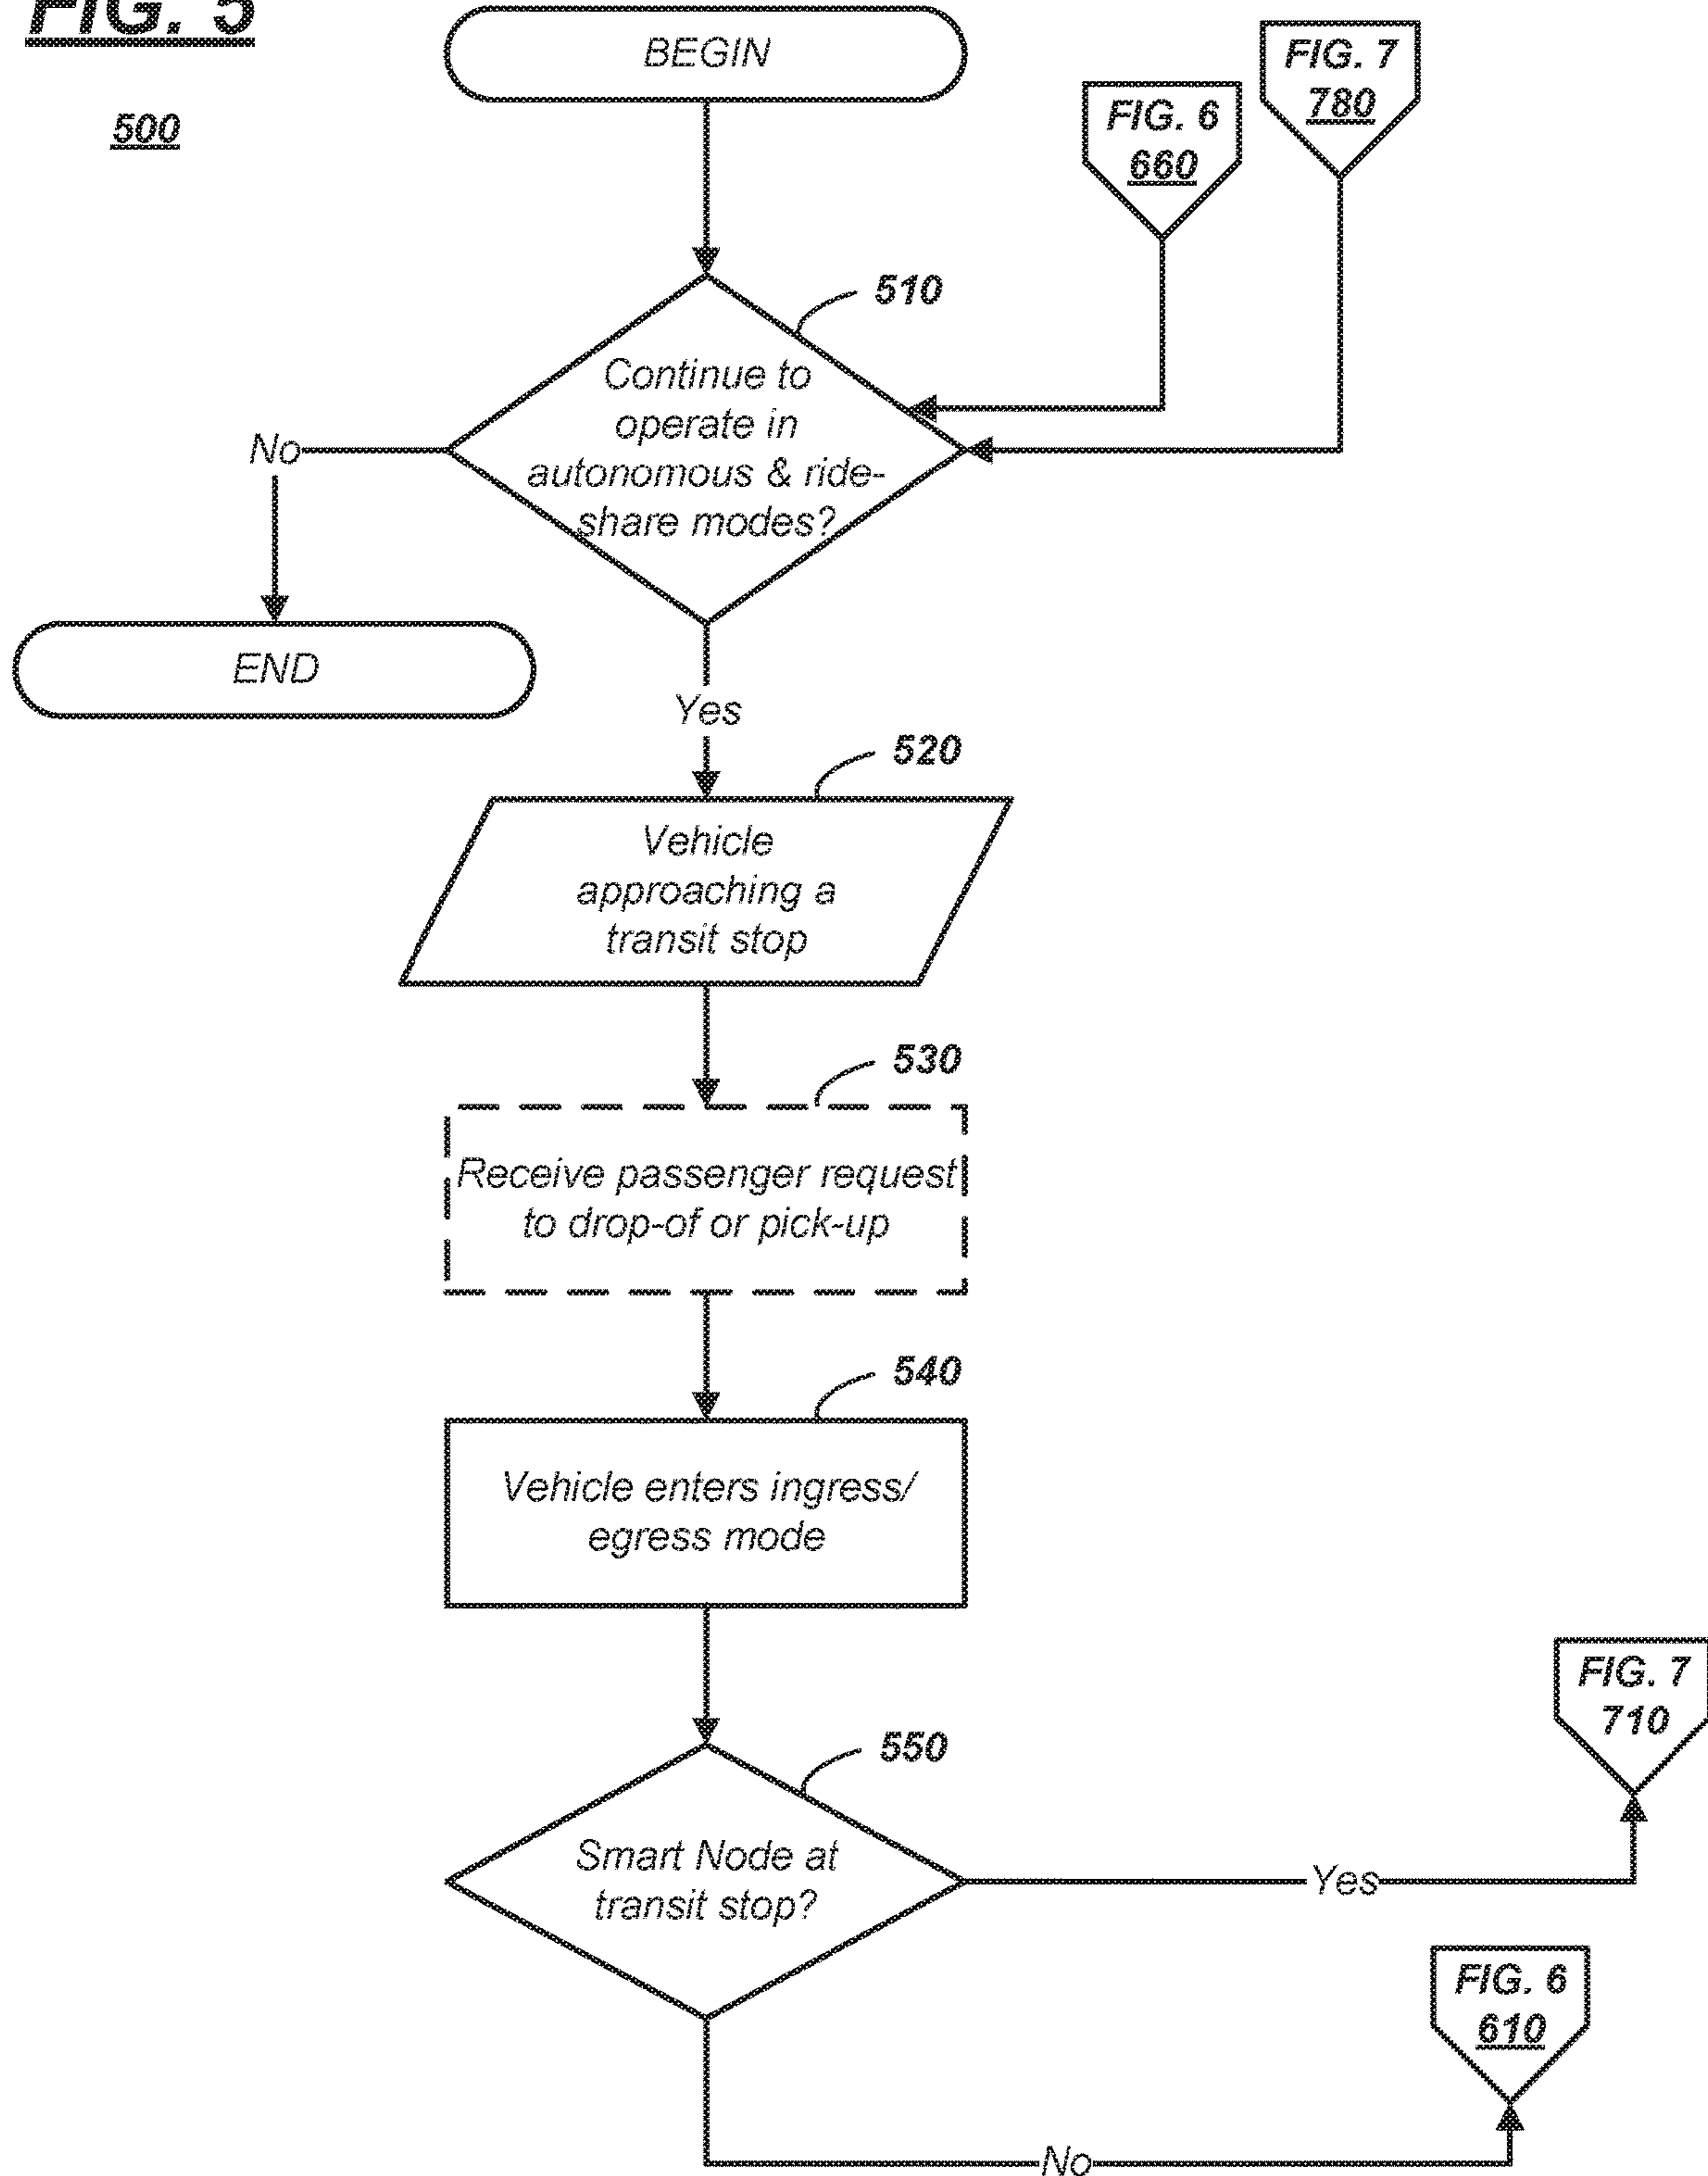 FIG. 5
500
BEGIN
FIG. 7
780
FIG. 6
660
510
Continue to
operate in
autonomous & ride-
share modes?
No
END
Yes
520
Vehicle
approaching a
transit stop
530
Receive passenger request
to drop-of or pick-up
540
Vehicle enters ingress/
egress mode
550
Smart Node at
transit stop?
Yes
FIG. 7
710
FIG. 6
610
No